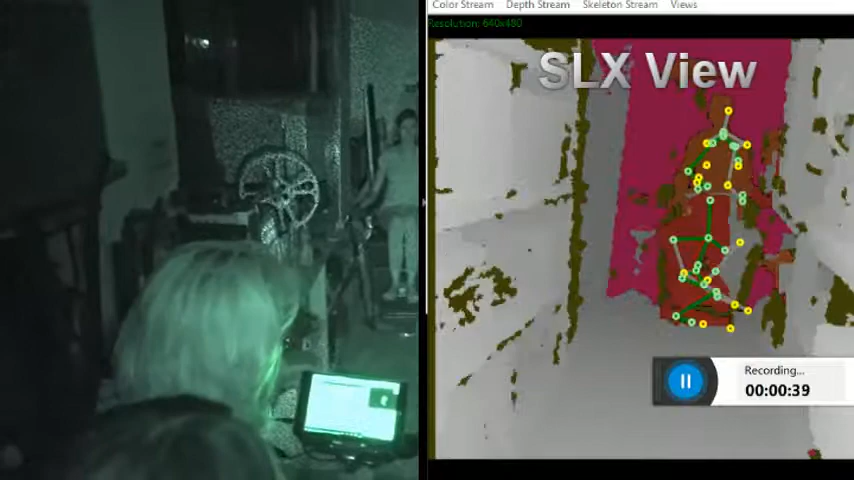 Color Stream Depth Stream Skeleton Stream Views
Resolution: 640x480
SLX View
Recording...
00:00:39